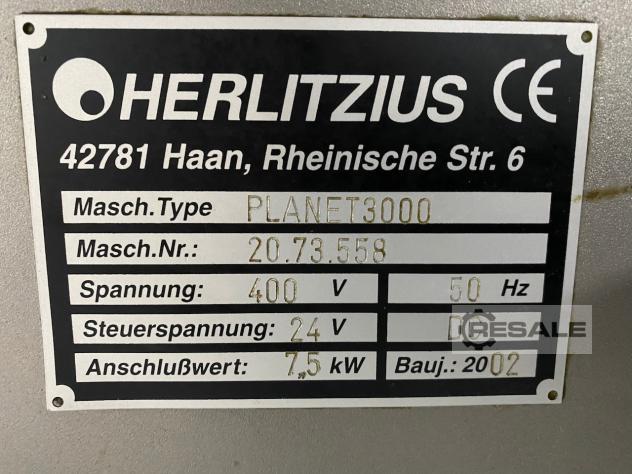 HERLITZIUS CE
42781 Haan, Rheinische Str. 6
Masch.Type PLANET3000
Masch.Nr.: 20.73.558
Spannung: 400 V 50 Hz
Steuerspannung: 24 V
RESALE
Anschlußwert: 7,5 kW Bauj.: 2002